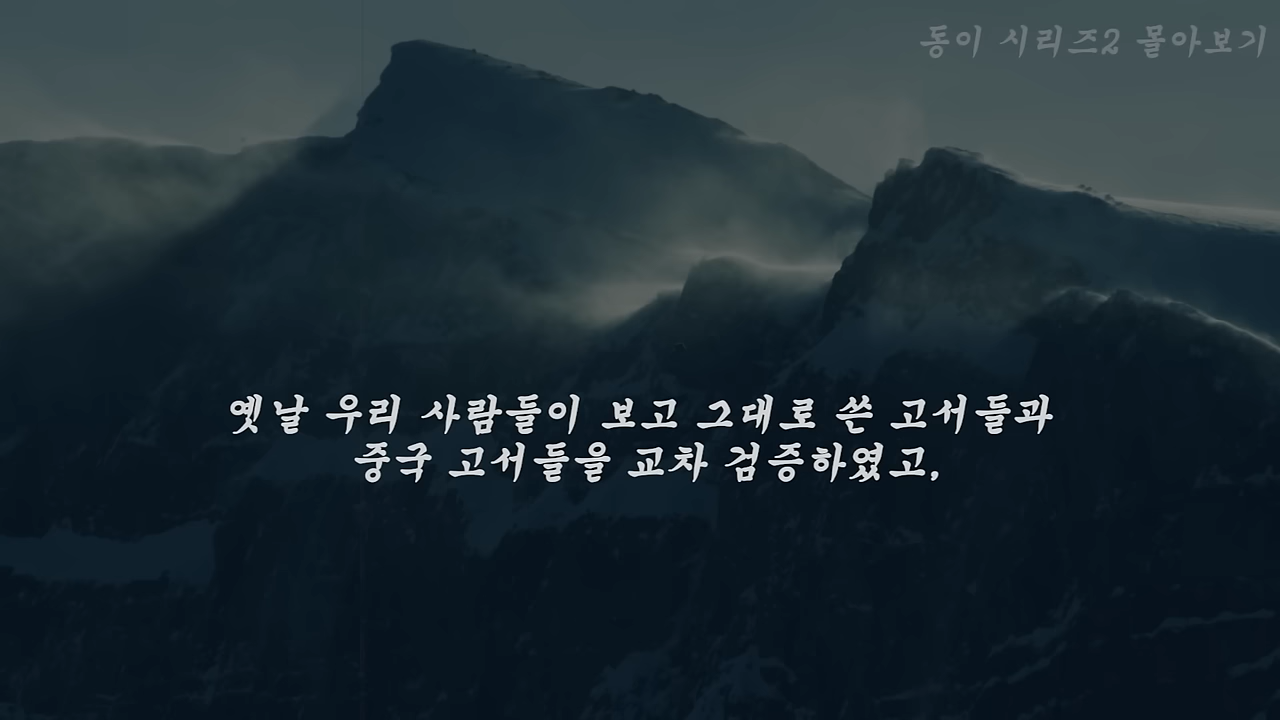 동이 시리즈2 몰아보기
옛날 우리 사람들이 보고 그대로 쓴 고서들과
중국 고서들을 교차 검증하였고,